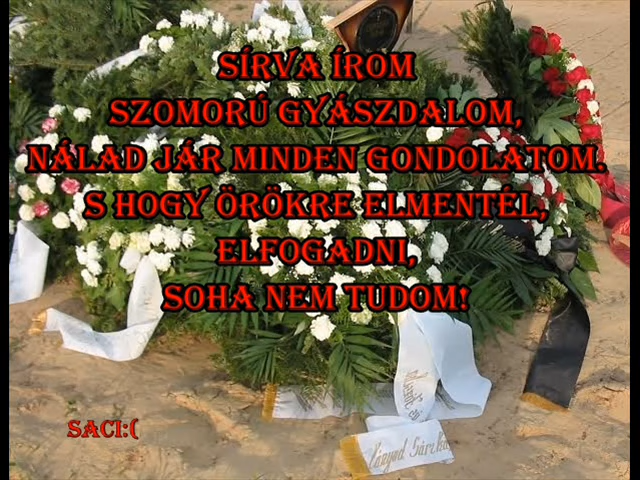 SÍRVA ÍROM
SZOMORÚ GYÁSZDALOM,
NÁLAD JÁR MINDEN GONDOLATOM.
S HOGY ÖRÖKRE ELMENTÉL,
ELFOGADNI,
SOHA NEM TUDOM!
SACI:(